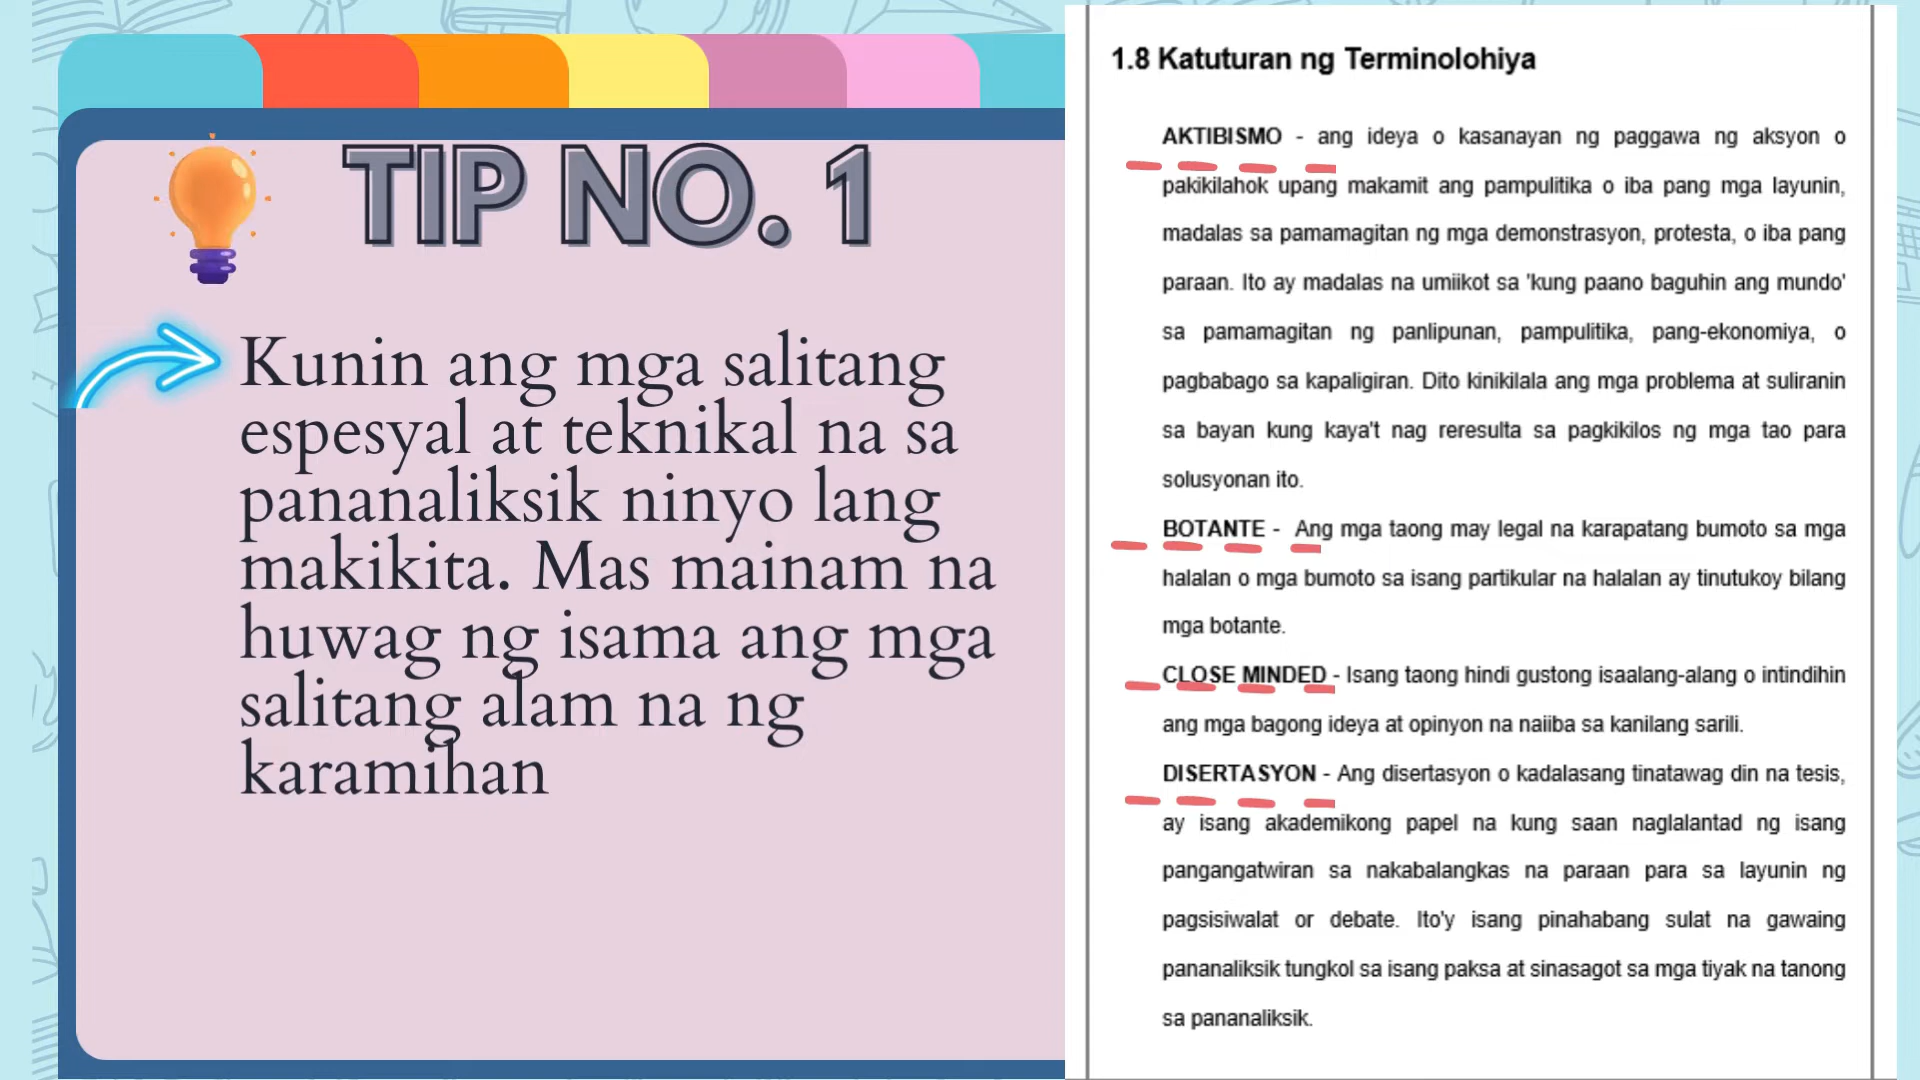 TIP NO. 1
Kunin ang mga salitang
espesyal at teknikal na sa
pananaliksik ninyo lang
makikita. Mas mainam na
huwag ng isama ang mga
salitang alam na ng
karamihan
1.8 Katuturan ng Terminolohiya
AKTIBISMO - ang ideya o kasanayan ng paggawa ng aksyon o
pakikilahok upang makamit ang pampulitika o iba pang mga layunin,
madalas sa pamamagitan ng mga demonstrasyon, protesta, o iba pang
paraan. Ito ay madalas na umiikot sa 'kung paano baguhin ang mundo'
sa pamamagitan ng panlipunan, pampulitika, pang-ekonomiya, o
pagbabago sa kapaligiran. Dito kinikilala ang mga problema at suliranin
sa bayan kung kaya't nag reresulta sa pagkikilos ng mga tao para
solusyonan ito.
BOTANTE - Ang mga taong may legal na karapatang bumoto sa mga
halalan o mga bumoto sa isang partikular na halalan ay tinutukoy bilang
mga botante.
CLOSE MINDED - Isang taong hindi gustong isaalang-alang o intindihin
ang mga bagong ideya at opinyon na naiiba sa kanilang sarili.
DISERTASYON - Ang disertasyon o kadalasang tinatawag din na tesis,
ay isang akademikong papel na kung saan naglalantad ng isang
pangangatwiran sa nakabalangkas na paraan para sa layunin ng
pagsisiwalat or debate. Ito'y isang pinahabang sulat na gawaing
pananaliksik tungkol sa isang paksa at sinasagot sa mga tiyak na tanong
sa pananaliksik.